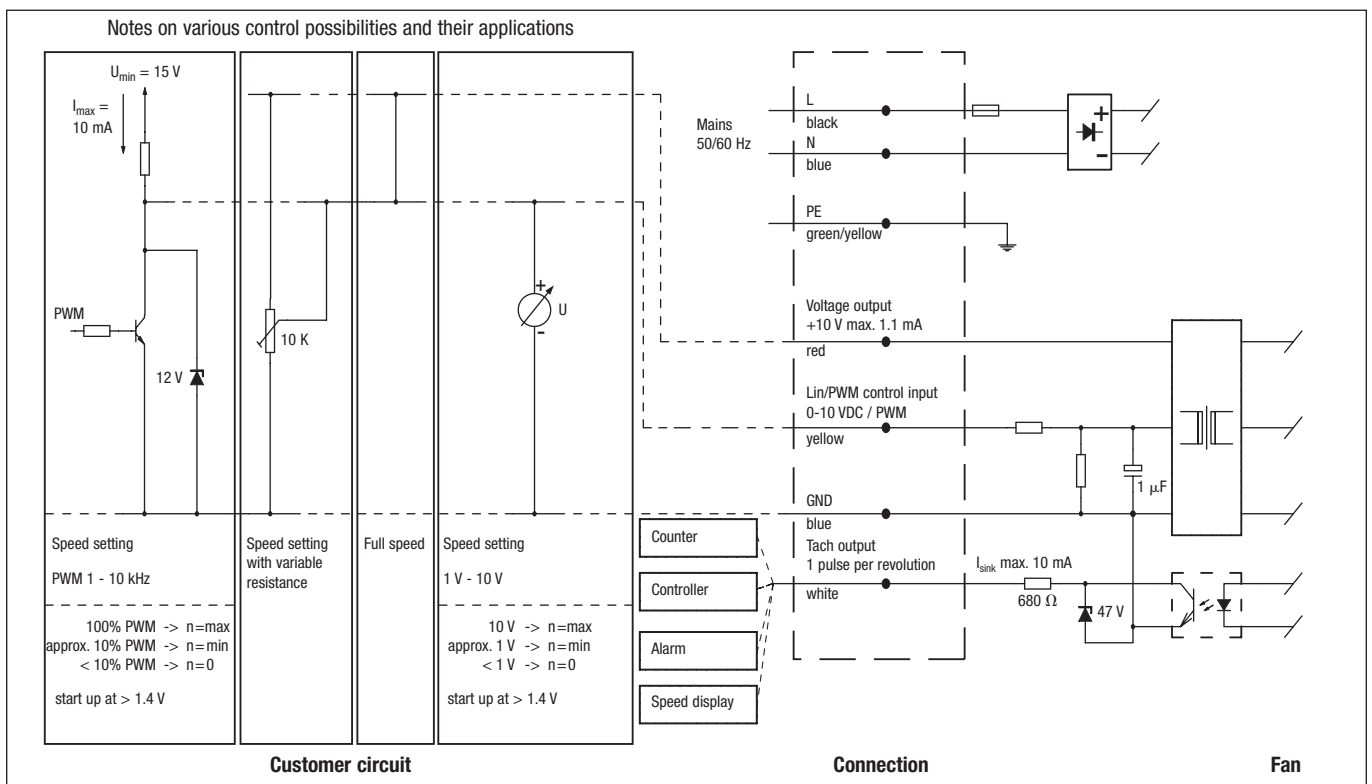 Notes on various control possibilities and their applications
U_min = 15 V
I_max =
10 mA
PWM
12 V
10 K
+
U
-
Speed setting
PWM 1 - 10 kHz
100% PWM -> n=max
approx. 10% PWM -> n=min
< 10% PWM -> n=0
start up at > 1.4 V
Speed setting
with variable
resistance
Full speed
Speed setting
1 V - 10 V
10 V -> n=max
approx. 1 V -> n=min
< 1 V -> n=0
start up at > 1.4 V
Customer circuit
Counter
Controller
Alarm
Speed display
Mains
50/60 Hz
L
black
N
blue
PE
green/yellow
Voltage output
+10 V max. 1.1 mA
red
Lin/PWM control input
0-10 VDC / PWM
yellow
GND
blue
Tach output
1 pulse per revolution
white
Connection
+
-
1 µF
I_sink max. 10 mA
680 Ω
47 V
Fan